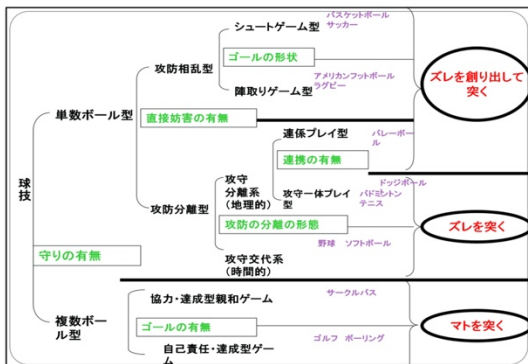 シュートゲーム型
バスケットボール
サッカー
攻防相乱型
ゴールの形状
ズレを創り出して
突く
陣取りゲーム型
アメリカンフットボール
ラグビー
単数ボール型
直接妨害の有無
連係プレイ型
バレーボー
ル
連携の有無
球技
攻守
分離系
(地理的)
攻守一体プレイ
型
ドッジボール
バドミントン
テニス
攻防分離型
攻防の分離の形態
ズレを突く
守りの有無
野球 ソフトボール
攻守交代系
(時間的)
協力・達成型親和ゲーム
サークルパス
複数ボー
ル型
ゴールの有無
マトを突く
ゴルフ ボーリング
自己責任・達成型ゲー
ム